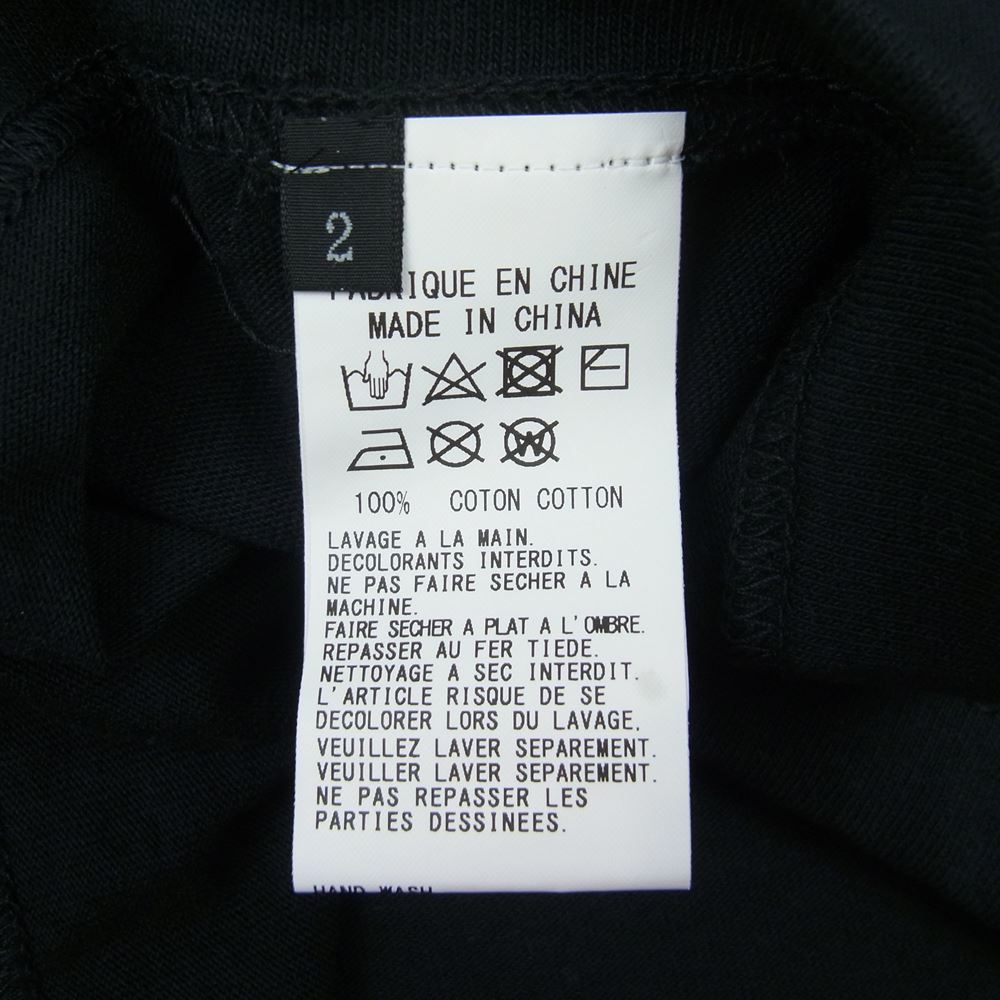 2
FABRIQUE EN CHINE
MADE IN CHINA
W
100% COTON COTTON
LAVAGE A LA MAIN.
DECOLORANTS INTERDITS.
NE PAS FAIRE SECHER A LA
MACHINE.
FAIRE SECHER A PLAT A L'OMBRE.
REPASSER AU FER TIEDE.
NETTOYAGE A SEC INTERDIT.
L'ARTICLE RISQUE DE SE
DECOLORER LORS DU LAVAGE,
VEUILLEZ LAVER SEPAREMENT.
VEUILLER LAVER SEPAREMENT.
NE PAS REPASSER LES
PARTIES DESSINEES.
HAND WASH